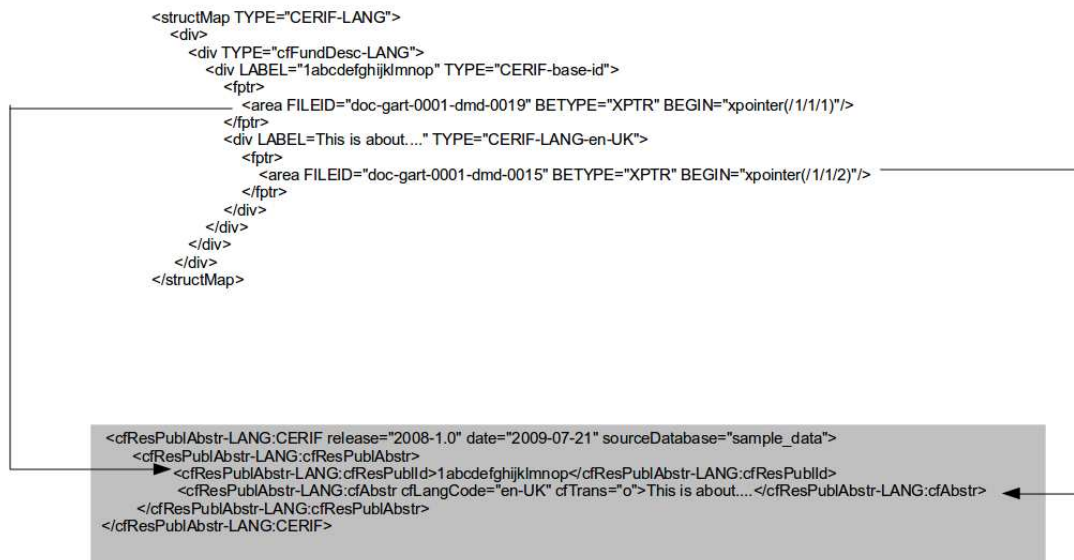 <structMap TYPE="CERIF-LANG">
<div>
<div TYPE="cfFundDesc-LANG">
<div LABEL="1abcdefghijklmnop" TYPE="CERIF-base-id">
<fptr>
<area FILEID="doc-gart-0001-dmd-0019" BETYPE="XPTR" BEGIN="xpointer(/1/1/1)"/>
</fptr>
<div LABEL=This is about...." TYPE="CERIF-LANG-en-UK">
<fptr>
<area FILEID="doc-gart-0001-dmd-0015" BETYPE="XPTR" BEGIN="xpointer(/1/1/2)"/>
</fptr>
</div>
</div>
</div>
</div>
</structMap>
<cfResPublAbstr-LANG:CERIF release="2008-1.0" date="2009-07-21" sourceDatabase="sample_data">
<cfResPublAbstr-LANG:cfResPublAbstr>
<cfResPublAbstr-LANG:cfResPublId>1abcdefghijklmnop</cfResPublAbstr-LANG:cfResPublId>
<cfResPublAbstr-LANG:cfAbstr cfLangCode="en-UK" cfTrans="o">This is about....</cfResPublAbstr-LANG:cfAbstr>
</cfResPublAbstr-LANG:cfResPublAbstr>
</cfResPublAbstr-LANG:CERIF>